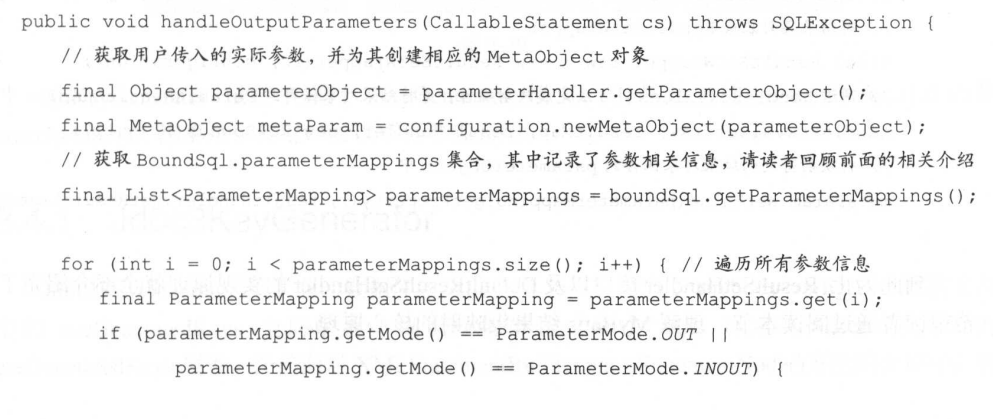 public void handleOutputParameters(CallableStatement cs) throws SQLException {
// 获取用户传入的实际参数，并为其创建相应的 MetaObject 对象
final Object parameterObject = parameterHandler.getParameterObject();
final MetaObject metaParam = configuration.newMetaObject(parameterObject);
// 获取 BoundSql.parameterMappings 集合，其中记录了参数相关信息，请读者回顾前面的相关介绍
final List<ParameterMapping> parameterMappings = boundSql.getParameterMappings();
for (int i = 0; i < parameterMappings.size(); i++) { // 遍历所有参数信息
final ParameterMapping parameterMapping = parameterMappings.get(i);
if (parameterMapping.getMode() == ParameterMode.OUT ||
parameterMapping.getMode() == ParameterMode.INOUT) {